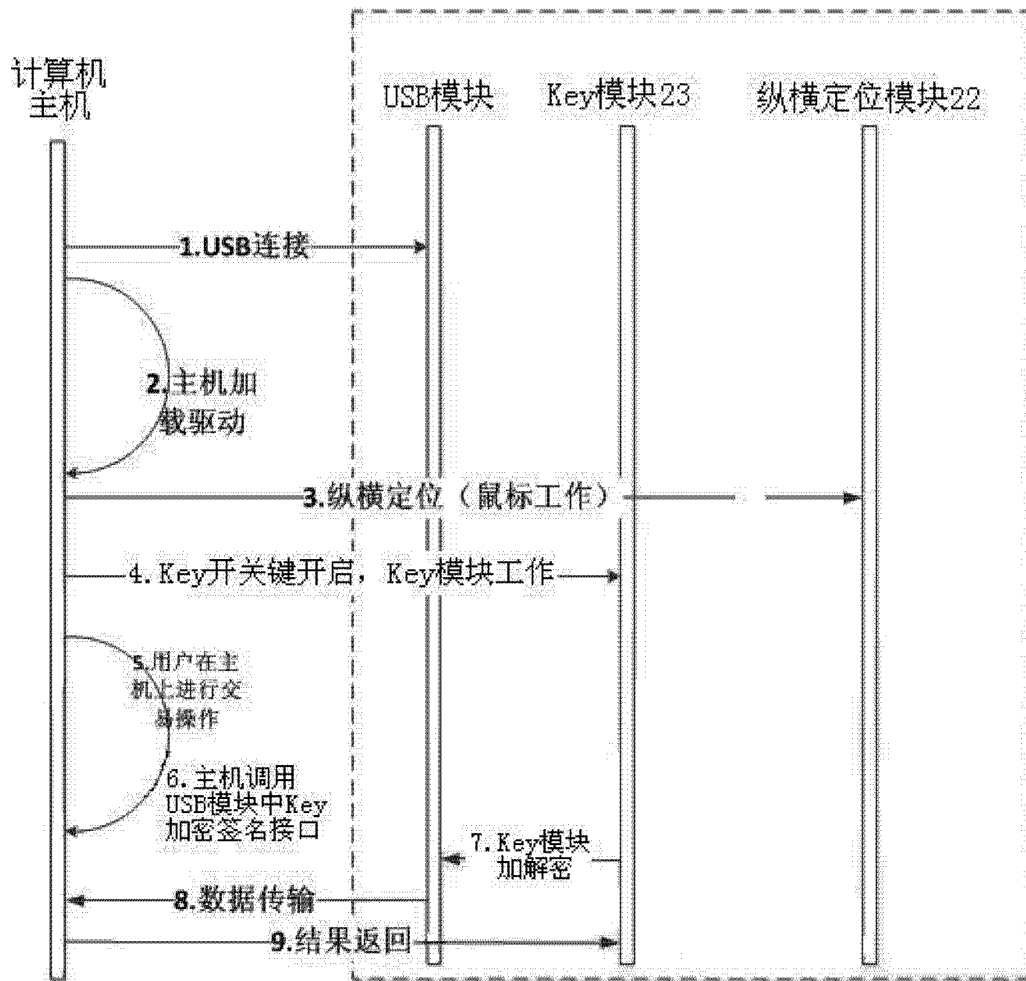 计算机
主机
USB模块
Key模块23
纵横定位模块22
1.USB连接
2.主机加
载驱动
3.纵横定位（鼠标工作）
4.Key开关键开启，Key模块工作
5.用户在主
机上进行交
易操作
6.主机调用
USB模块中Key
加密签名接口
7.Key模块
加解密
8.数据传输
9.结果返回